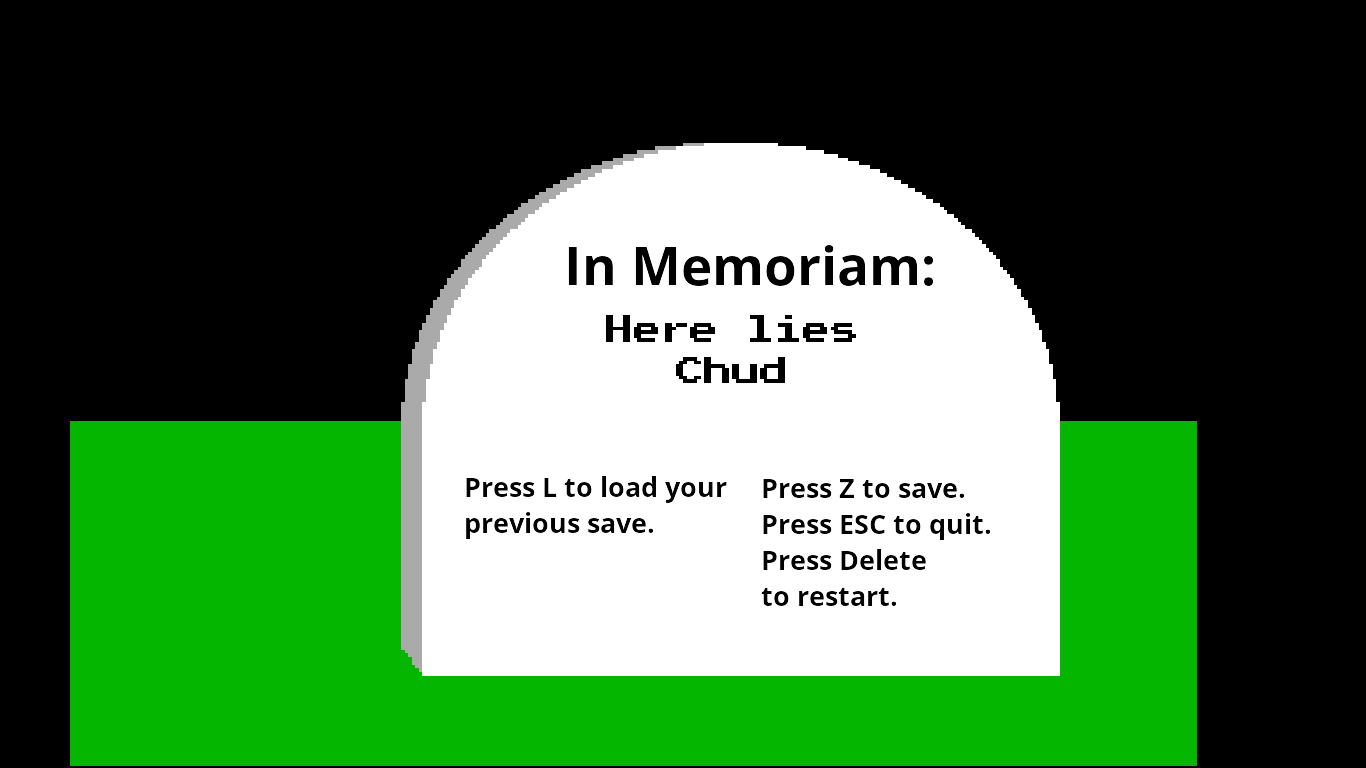 In Memoriam:
Here lies
Chud
Press L to load your
previous save.
Press Z to save.
Press ESC to quit.
Press Delete
to restart.